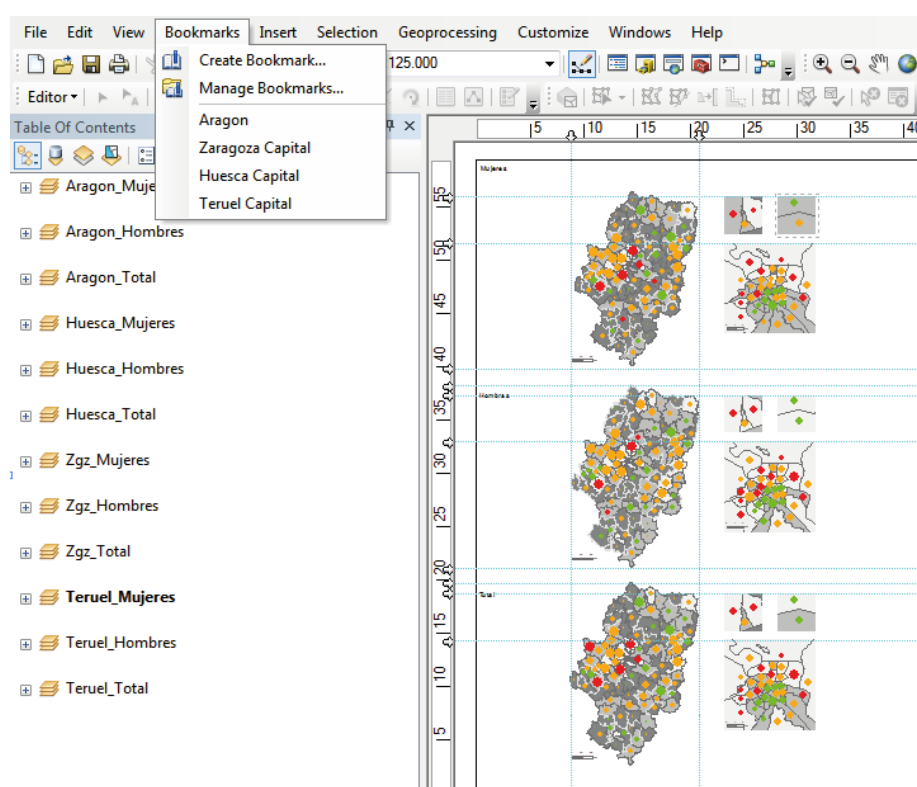 File Edit View Bookmarks Insert Selection Geoprocessing Customize Windows Help
Create Bookmark...
125.000
Manage Bookmarks...
Editor
Aragon
Table Of Contents
Zaragoza Capital
Huesca Capital
Teruel Capital
5 10 15 20 25 30 35 40
Mujeres
Aragon_Muje
Aragon_Hombres
Aragon_Total
Huesca_Mujeres
Huesca_Hombres
Huesca_Total
Zgz_Mujeres
Zgz_Hombres
Zgz_Total
Teruel_Mujeres
Teruel_Hombres
Teruel_Total
55
50
45
40
35
30
25
20
15
10
5
Hombres
Total